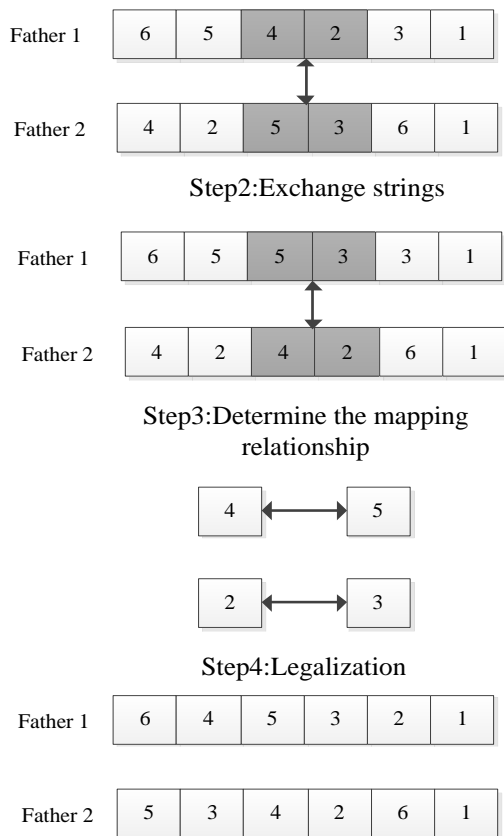 Father 1 6 5 4 2 3 1
Father 2 4 2 5 3 6 1
Step2:Exchange strings
Father 1 6 5 5 3 3 1
Father 2 4 2 4 2 6 1
Step3:Determine the mapping
relationship
4 5
2 3
Step4:Legalization
Father 1 6 4 5 3 2 1
Father 2 5 3 4 2 6 1